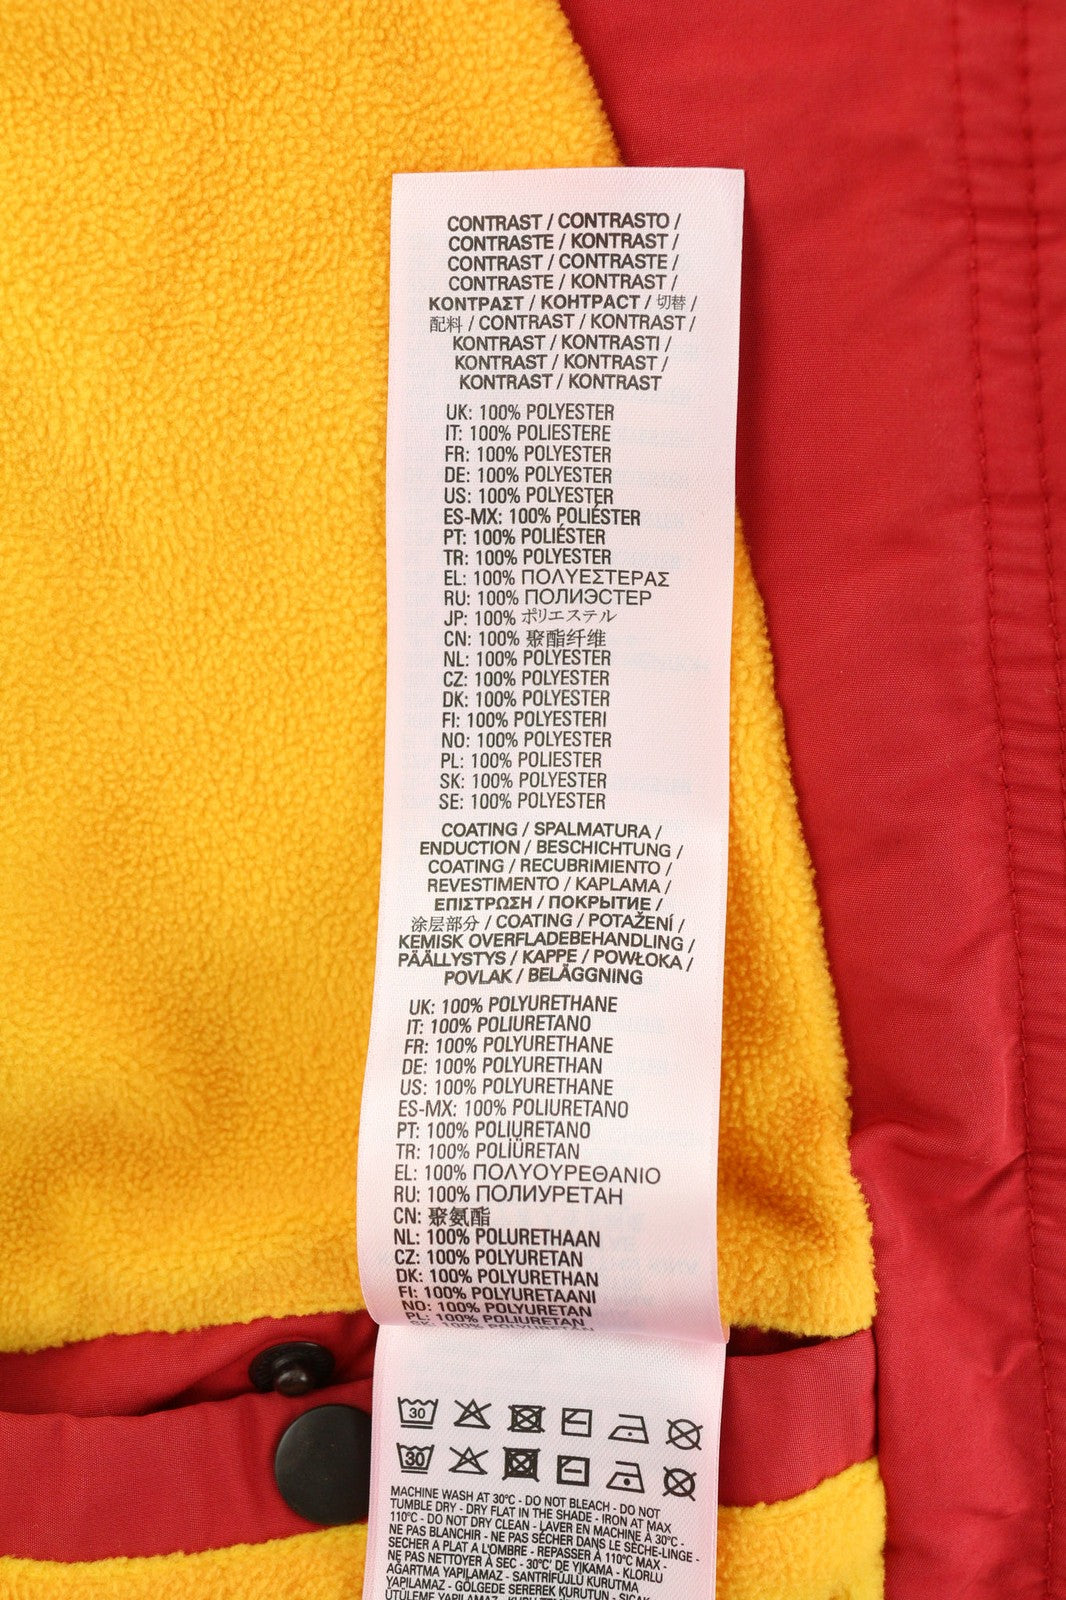 CONTRAST / CONTRASTO /
CONTRASTE / KONTRAST /
CONTRAST / CONTRASTE /
CONTRASTE / KONTRAST /
ΚΟΝΤΡΑΣΤ / КОНТРАСТ / 切替 /
配料 / CONTRAST / KONTRAST /
KONTRAST / KONTRASTI /
KONTRAST / KONTRAST /
KONTRAST / KONTRAST
UK: 100% POLYESTER
IT: 100% POLIESTERE
FR: 100% POLYESTER
DE: 100% POLYESTER
US: 100% POLYESTER
ES-MX: 100% POLIÉSTER
PT: 100% POLIÉSTER
TR: 100% POLYESTER
EL: 100% ΠΟΛΥΕΣΤΕΡΑΣ
RU: 100% ПОЛИЭСТЕР
JP: 100% ポリエステル
CN: 100% 聚酯纤维
NL: 100% POLYESTER
CZ: 100% POLYESTER
DK: 100% POLYESTER
FI: 100% POLYESTERI
NO: 100% POLYESTER
PL: 100% POLIESTER
SK: 100% POLYESTER
SE: 100% POLYESTER
COATING / SPALMATURA /
ENDUCTION / BESCHICHTUNG /
COATING / RECUBRIMIENTO /
REVESTIMENTO / KAPLAMA /
ΕΠΙΣΤΡΩΣΗ / ПОКРЫТИЕ /
涂层部分 / COATING / POTAŽENÍ /
KEMISK OVERFLADEBEHANDLING /
PÄÄLLYSTYS / KAPPE / POWŁOKA /
POVLAK / BELÄGGNING
UK: 100% POLYURETHANE
IT: 100% POLIURETANO
FR: 100% POLYURETHANE
DE: 100% POLYURETHAN
US: 100% POLYURETHANE
ES-MX: 100% POLIURETANO
PT: 100% POLIURETANO
TR: 100% POLİÜRETAN
EL: 100% ΠΟΛΥΟΥΡΕΘΑΝΙΟ
RU: 100% ПОЛИУРЕТАН
CN: 聚氨酯
NL: 100% POLURETHAAN
CZ: 100% POLYURETAN
DK: 100% POLYURETHAN
FI: 100% POLYURETAANI
NO: 100% POLYURETAN
PL: 100% POLIURETAN
SK: 100% POLYURETAN
30
30
MACHINE WASH AT 30°C - DO NOT BLEACH - DO NOT
TUMBLE DRY - DRY FLAT IN THE SHADE - IRON AT MAX
110°C - DO NOT DRY CLEAN - LAVER EN MACHINE À 30°C -
NE PAS BLANCHIR - NE PAS SÉCHER DANS LE SÈCHE-LINGE -
SECHER A PLAT A L'OMBRE - REPASSER À 110°C MAX -
NE PAS NETTOYER À SEC - 30°C' DE YIKAMA - KLORLU
AĞARTMA YAPILAMAZ - SANTRİFÜJLÜ KURUTMA
YAPILAMAZ - GÖLGEDE SEREREK KURUTUN - SICAK
ÜTÜLEME YAPILAMAZ - KURU